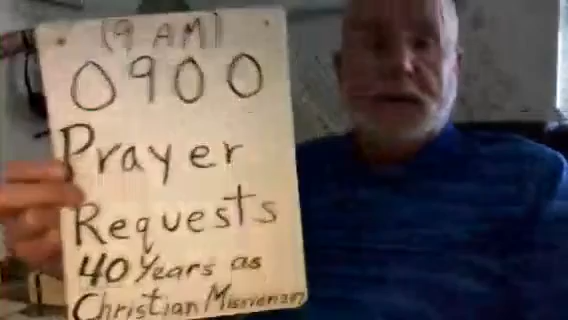 (9 AM)
0900
Prayer
Requests
40 Years as
Christian Missionary